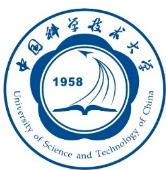 中国科学技术大学
1958
University of Science and Technology of China